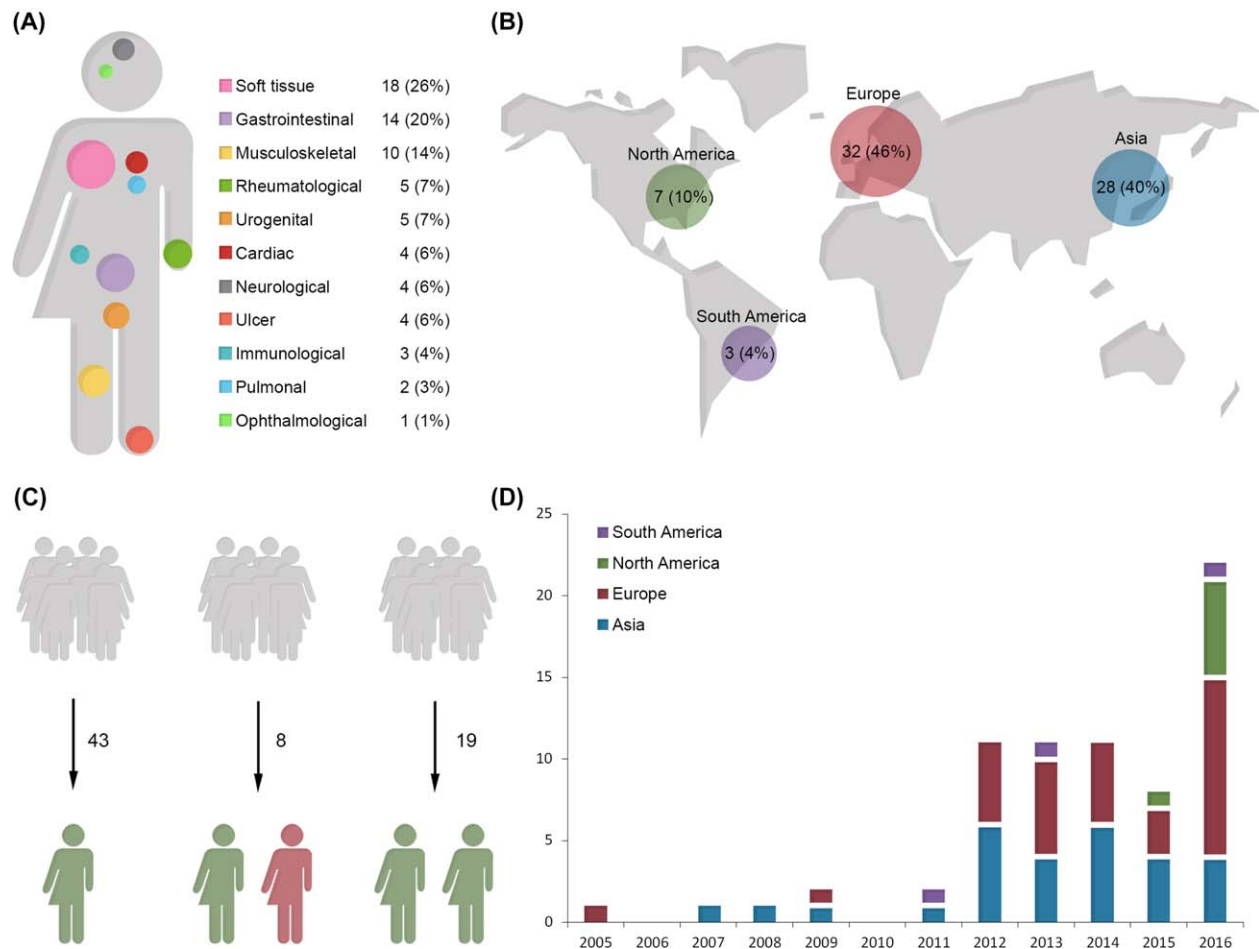 (A)
Soft tissue 18 (26%)
Gastrointestinal 14 (20%)
Musculoskeletal 10 (14%)
Rheumatological 5 (7%)
Urogenital 5 (7%)
Cardiac 4 (6%)
Neurological 4 (6%)
Ulcer 4 (6%)
Immunological 3 (4%)
Pulmonal 2 (3%)
Ophthalmological 1 (1%)
(B)
Europe
32 (46%)
North America
7 (10%)
Asia
28 (40%)
South America
3 (4%)
(C)
43
8
19
(D)
25
20
15
10
5
0
South America
North America
Europe
Asia
2005 2006 2007 2008 2009 2010 2011 2012 2013 2014 2015 2016